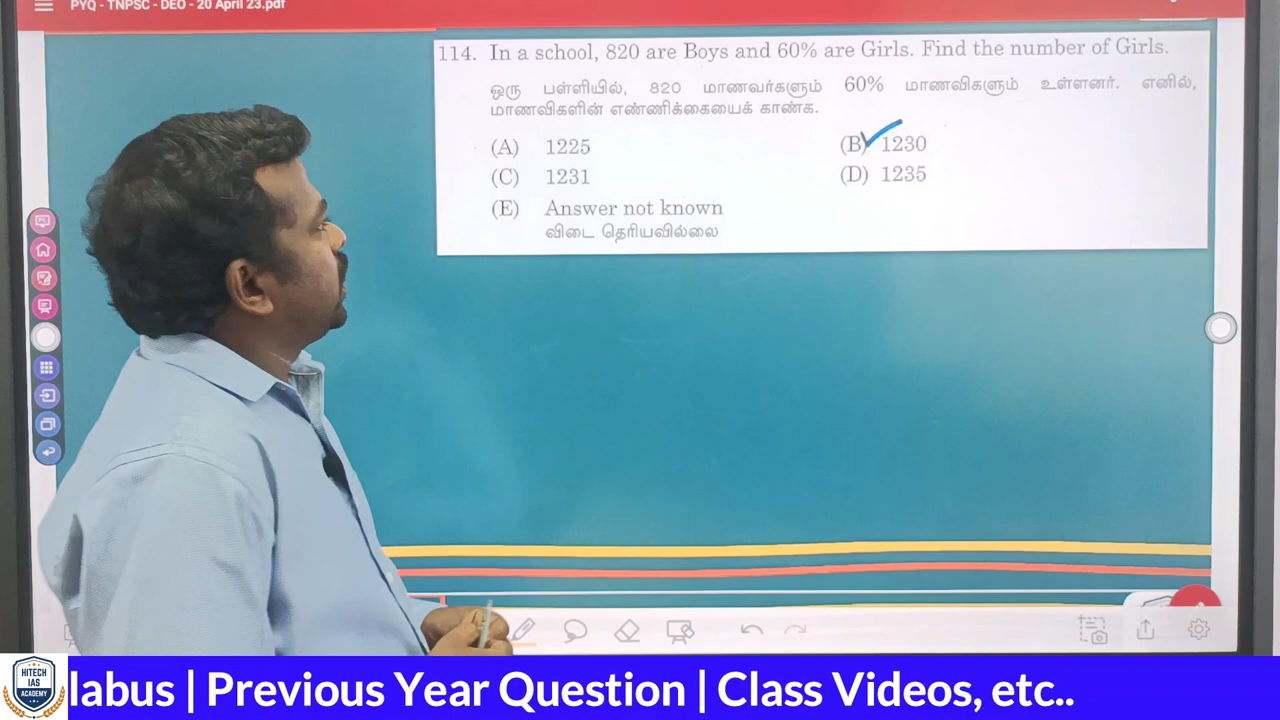 PYQ - TNPSC - DEO - 20 April 23.pdf
114. In a school, 820 are Boys and 60% are Girls. Find the number of Girls.
ஒரு பள்ளியில், 820 மாணவர்களும் 60% மாணவிகளும் உள்ளனர். எனில்,
மாணவிகளின் எண்ணிக்கையைக் காண்க.
(A) 1225 (B) 1230
(C) 1231 (D) 1235
(E) Answer not known
விடை தெரியவில்லை
HITECH
IAS
ACADEMY
labus | Previous Year Question | Class Videos, etc..